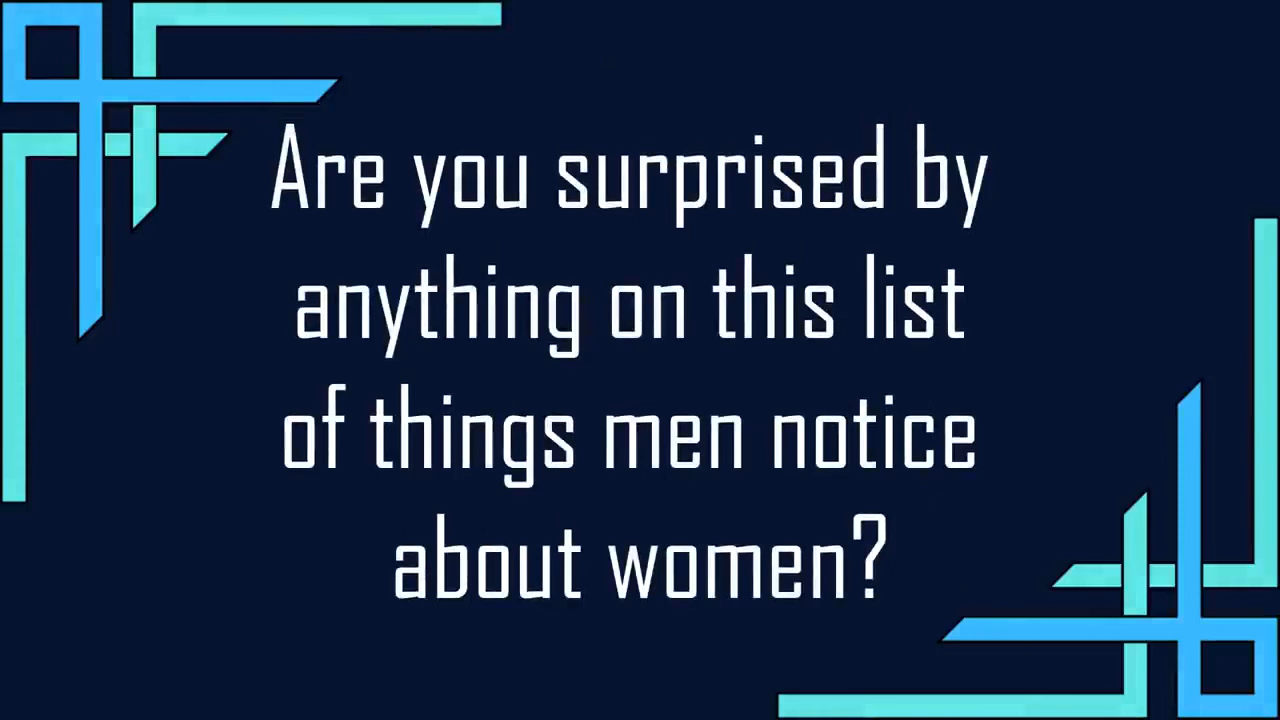 Are you surprised by
anything on this list
of things men notice
about women?